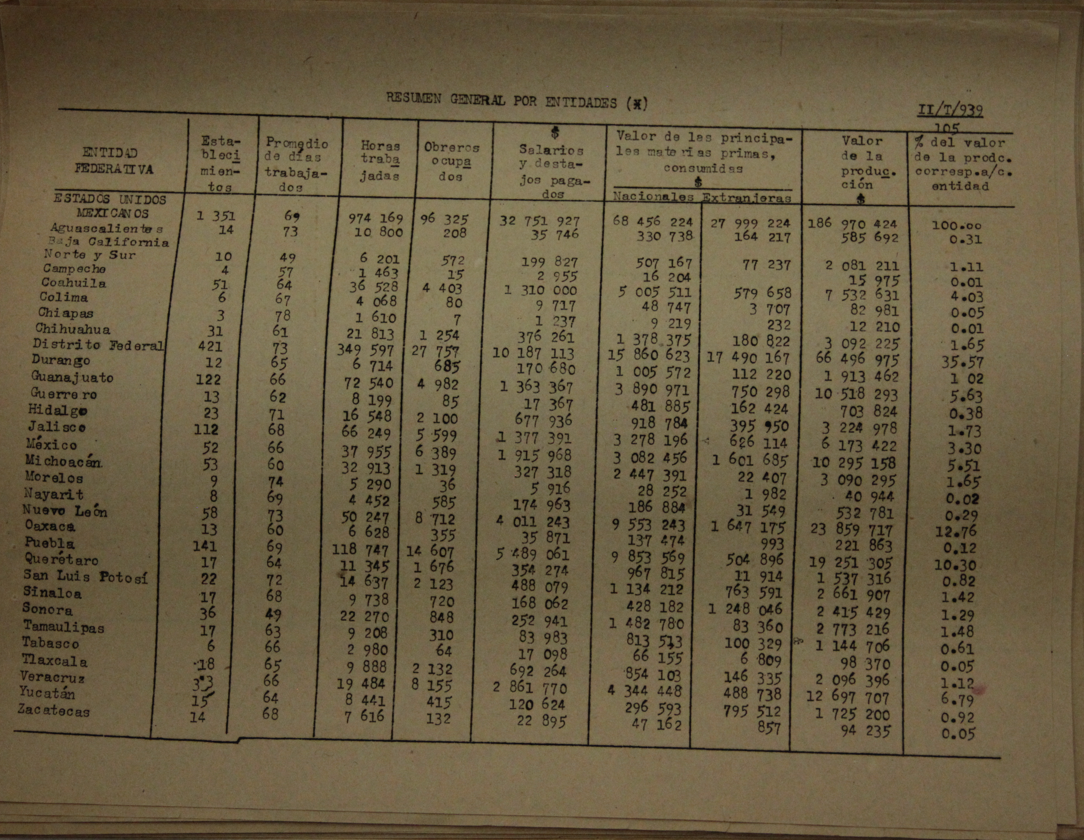 RESUMEN GENERAL POR ENTIDADES (*)
II/T/939
105
ENTIDAD
FEDERATIVA
Esta-
bleci
mien-
tos
Promedio
de días
trabaja-
dos
Horas
traba
jadas
Obreros
ocupa
dos
$
Salarios
y desta-
jos paga-
dos
Valor de les principa-
les materias primas,
consumidas
$
Nacionales Extranjeras
Valor
de la
produc.
ción
$
% del valor
de la prodc.
corresp.a/c.
entidad
ESTADOS UNIDOS
MEXICANOS 1 351 69 974 169 96 325 32 751 927 68 456 224 27 999 224 186 970 424 100.00
Aguascalientes 14 73 10 800 208 35 746 330 738 164 217 585 692 0.31
Baja California
Norte y Sur 10 49 6 201 572 199 827 507 167 77 237 2 081 211 1.11
Campeche 4 57 1 463 15 2 955 16 204 15 975 0.01
Coahuila 51 64 36 528 4 403 1 310 000 5 005 511 579 658 7 532 631 4.03
Colima 6 67 4 068 80 9 717 48 747 3 707 82 981 0.05
Chiapas 3 78 1 610 7 1 237 9 219 232 12 210 0.01
Chihuahua 31 61 21 813 1 254 376 261 1 378 375 180 822 3 092 225 1.65
Distrito Federal 421 73 349 597 27 757 10 187 113 15 860 623 17 490 167 66 496 975 35.57
Durango 12 65 6 714 685 170 680 1 005 572 112 220 1 913 462 1 02
Guanajuato 122 66 72 540 4 982 1 363 367 3 890 971 750 298 10 518 293 5.63
Guerrero 13 62 8 199 85 17 367 481 885 162 424 703 824 0.38
Hidalgo 23 71 16 548 2 100 677 936 918 784 395 950 3 224 978 1.73
Jalisco 112 68 66 249 5 599 1 377 391 3 278 196 626 114 6 173 422 3.30
México 52 66 37 955 6 389 1 915 968 3 082 456 1 601 685 10 295 158 5.51
Michoacán 53 60 32 913 1 319 327 318 2 447 391 22 407 3 090 295 1.65
Morelos 9 74 5 290 36 5 916 28 252 1 982 40 944 0.02
Nayarit 8 69 4 452 585 174 963 186 884 31 549 532 781 0.29
Nuevo León 58 73 50 247 8 712 4 011 243 9 553 243 1 647 175 23 859 717 12.76
Oaxaca 13 60 6 628 355 35 871 137 474 993 221 863 0.12
Puebla 141 69 118 747 14 607 5 489 061 9 853 569 504 896 19 251 305 10.30
Querétaro 17 64 11 345 1 676 354 274 967 815 11 914 1 537 316 0.82
San Luis Potosí 22 72 14 637 2 123 488 079 1 134 212 763 591 2 661 907 1.42
Sinaloa 17 68 9 738 720 168 062 428 182 1 248 046 2 415 429 1.29
Sonora 36 49 22 270 848 252 941 1 482 780 83 360 2 773 216 1.48
Tamaulipas 17 63 9 208 310 83 983 813 513 100 329 1 144 706 0.61
Tabasco 6 66 2 980 64 17 098 66 155 6 809 98 370 0.05
Tlaxcala 18 65 9 888 2 132 692 264 854 103 146 335 2 096 396 1.12
Veracruz 33 66 19 484 8 155 2 861 770 4 344 448 488 738 12 697 707 6.79
Yucatán 15 64 8 441 415 120 624 296 593 795 512 1 725 200 0.92
Zacatecas 14 68 7 616 132 22 895 47 162 857 94 235 0.05